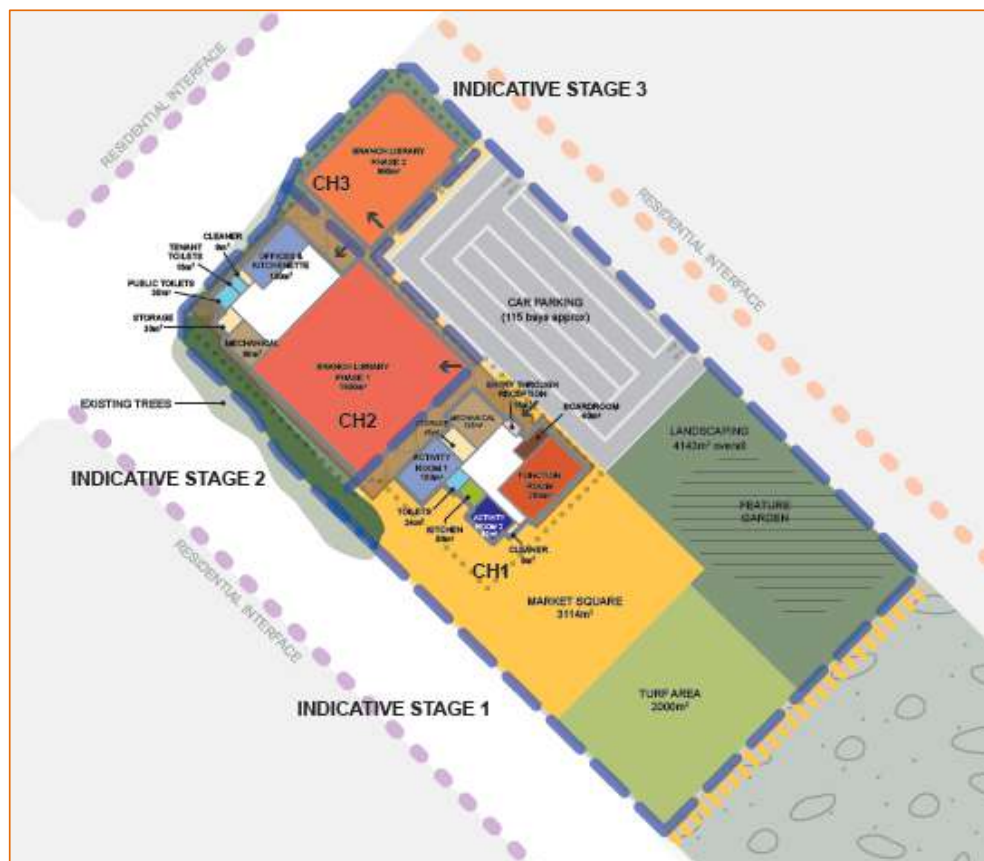 RESIDENTIAL INTERFACE
INDICATIVE STAGE 3
BRANCH LIBRARY
PHASE 2
CH3
RESIDENTIAL INTERFACE
CLEANER
TENANT
TOILETS
OFFICES &
KITCHENETTE
PUBLIC TOILETS
STORAGE
MECHANICAL
CAR PARKING
(115 bays approx)
BRANCH LIBRARY
PHASE 1
CH2
ENTRY THROUGH
RECEPTION
BOARDROOM
MECHANICAL
STORAGE
EXISTING TREES
LANDSCAPING
4143m² overall
ACTIVITY
ROOM 1
FUNCTION
ROOM
INDICATIVE STAGE 2
FEATURE
GARDEN
TOILETS
KITCHEN
ACTIVITY
ROOM 2
CLEANER
CH1
MARKET SQUARE
3114m²
RESIDENTIAL INTERFACE
TURF AREA
2000m²
INDICATIVE STAGE 1